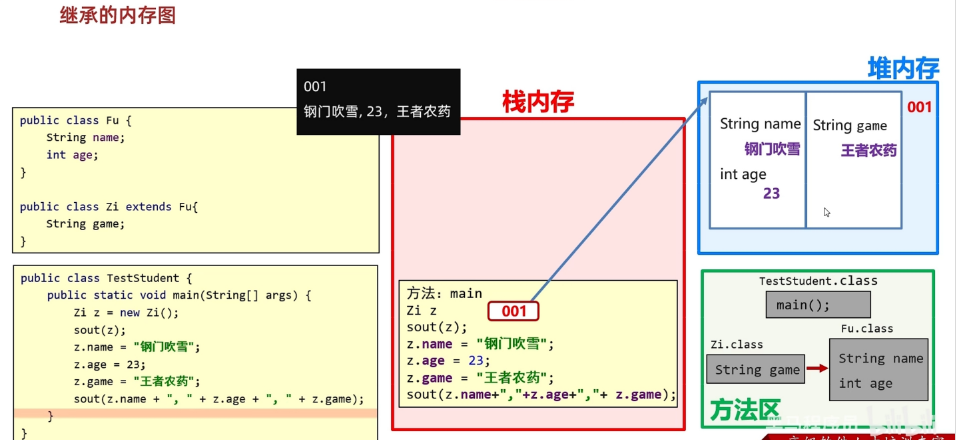 继承的内存图
堆内存
栈内存
001
钢门吹雪, 23, 王者农药
001
String name
钢门吹雪
int age
23
String game
王者农药
public class Fu {
String name;
int age;
}
public class Zi extends Fu{
String game;
}
public class TestStudent {
public static void main(String[] args) {
Zi z = new Zi();
sout(z);
z.name = "钢门吹雪";
z.age = 23;
z.game = "王者农药";
sout(z.name + ", " + z.age + ", " + z.game);
}
}
方法: main
Zi z
001
sout(z);
z.name = "钢门吹雪";
z.age = 23;
z.game = "王者农药";
sout(z.name+","+z.age+","+ z.game);
TestStudent.class
main();
Fu.class
Zi.class
String game
String name
int age
方法区